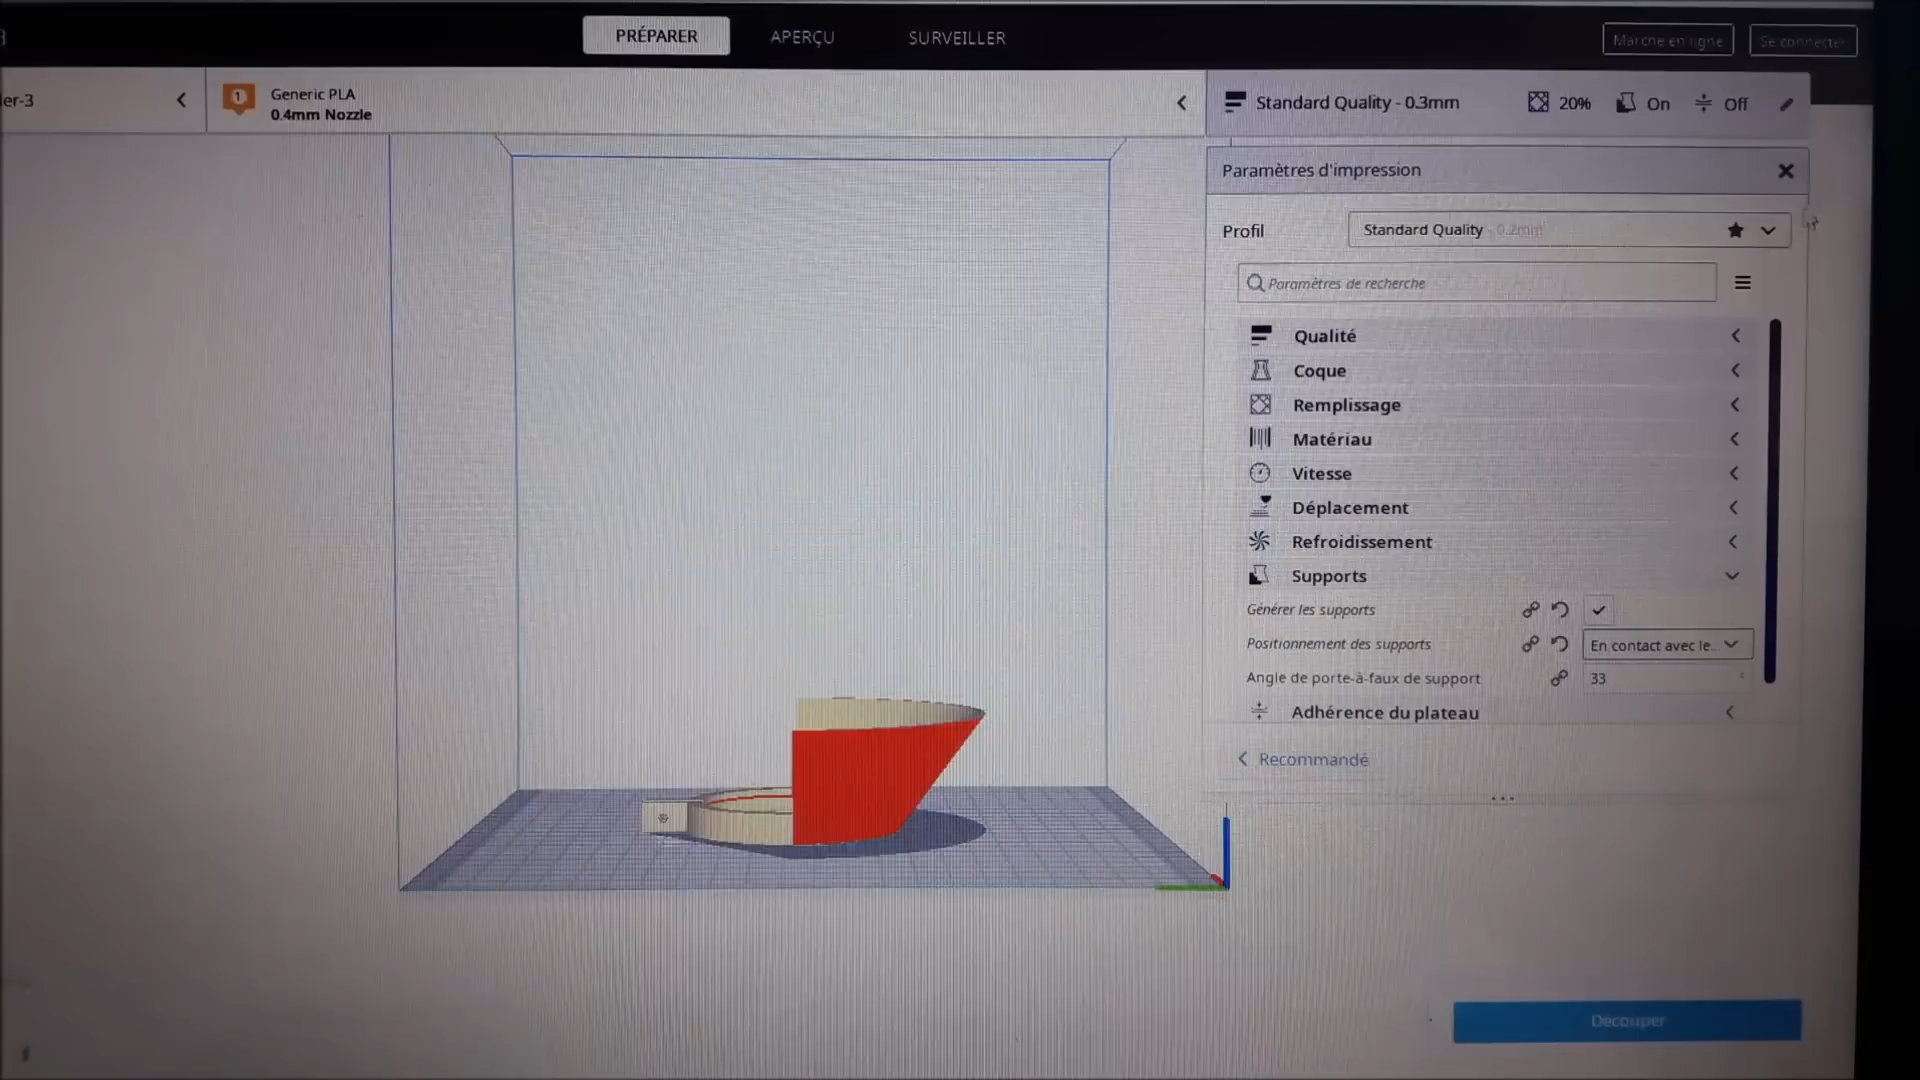 PRÉPARER
APERÇU
SURVEILLER
Marche en ligne
Se connecter
er-3
1
Generic PLA
0.4mm Nozzle
Standard Quality - 0.3mm
20%
On
Off
Paramètres d'impression
Profil
Standard Quality - 0.2mm
Paramètres de recherche
Qualité
Coque
Remplissage
Matériau
Vitesse
Déplacement
Refroidissement
Supports
Générer les supports
Positionnement des supports
En contact avec le...
Angle de porte-à-faux de support
33
°
Adhérence du plateau
Recommandé
Découper